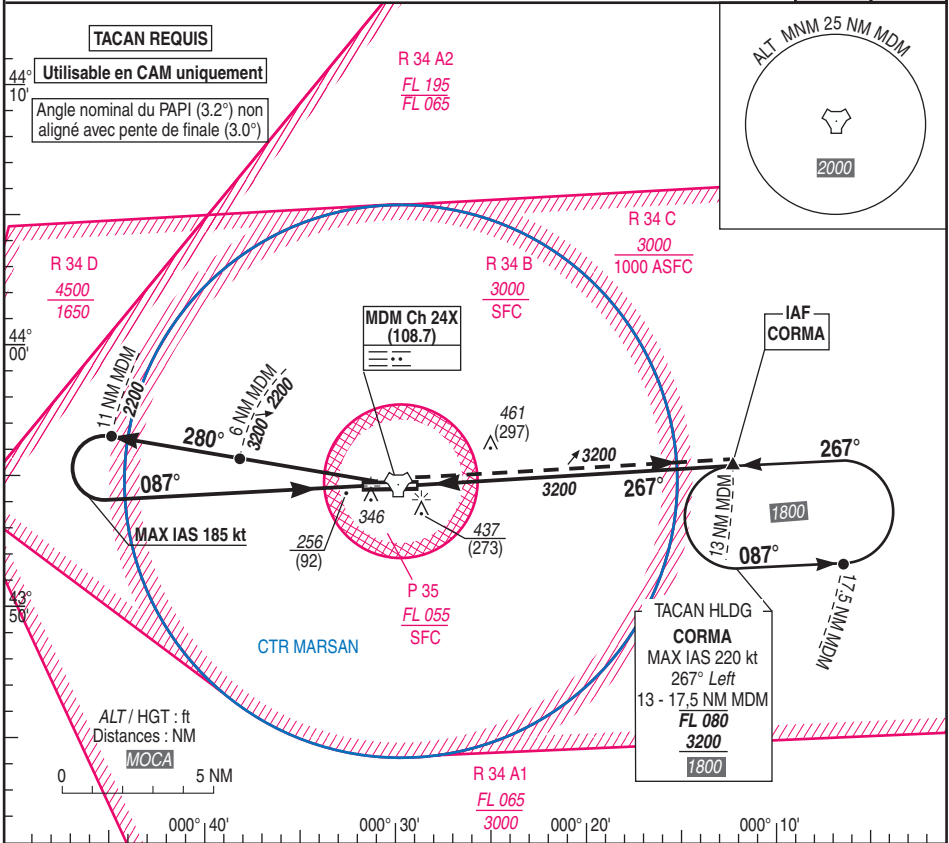 TACAN REQUIS
Utilisable en CAM uniquement
Angle nominal du PAPI (3.2°) non
aligné avec pente de finale (3.0°)
44°
10'
R 34 A2
FL 195
FL 065
ALT MNM 25 NM MDM
2000
R 34 D
4500
1650
R 34 B
3000
SFC
R 34 C
3000
1000 ASFC
44°
00'
MDM Ch 24X
(108.7)
IAF
CORMA
11 NM MDM
2200
6 NM MDM
3200 2200
280°
087°
MAX IAS 185 kt
461
(297)
3200
3200
267°
267°
13 NM MDM
1800
087°
17,5 NM MDM
346
256
(92)
437
(273)
P 35
FL 055
SFC
43°
50'
CTR MARSAN
TACAN HLDG
CORMA
MAX IAS 220 kt
267° Left
13 - 17,5 NM MDM
FL 080
3200
1800
ALT / HGT : ft
Distances : NM
MOCA
0 5 NM
R 34 A1
FL 065
3000
000° 40' 000° 30' 000° 20' 000° 10'